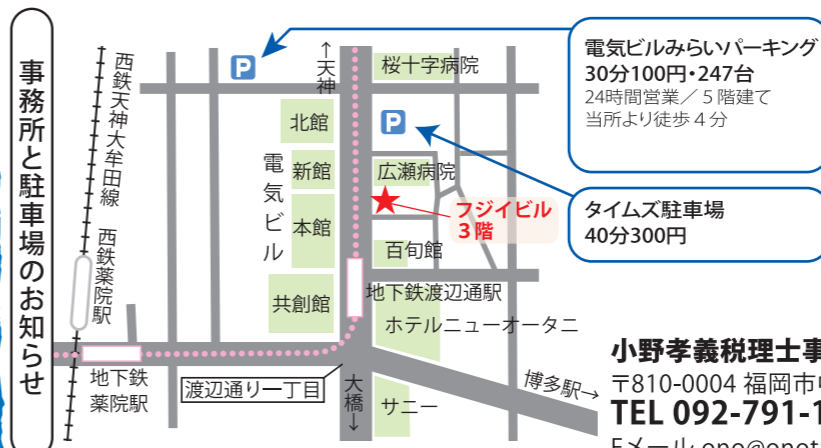 事務所と駐車場のお知らせ
西鉄天神大牟田線
西鉄薬院駅
P
↑天神
桜十字病院
電気ビルみらいパーキング
30分100円・247台
24時間営業／５階建て
当所より徒歩４分
北館
P
電気ビル
新館
広瀬病院
本館
フジイビル
３階
タイムズ駐車場
40分300円
百旬館
共創館
地下鉄渡辺通駅
ホテルニューオータニ
地下鉄
薬院駅
渡辺通り一丁目
大橋↓
サニー
博多駅→
小野孝義税理士事
〒810-0004 福岡市
TEL 092-791-1
Eメール ono@onot